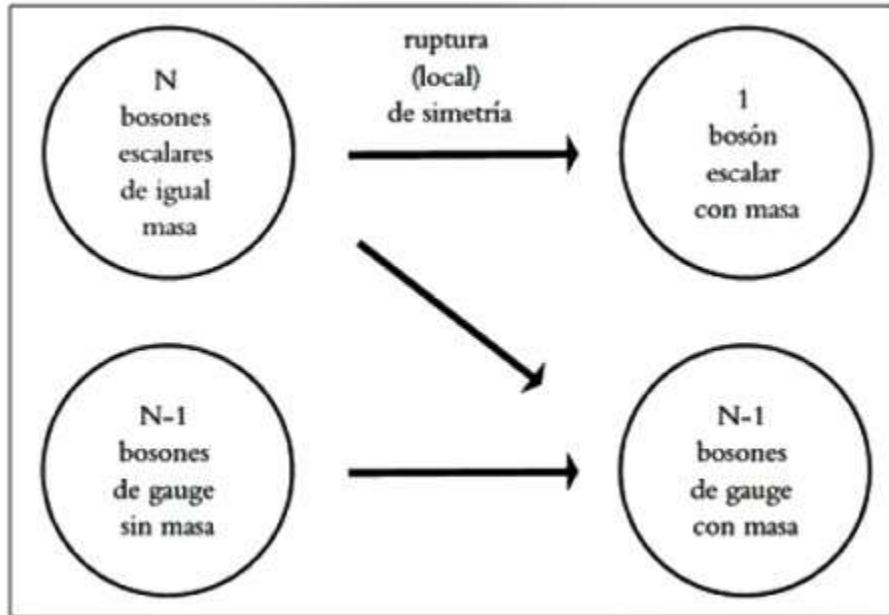 N
bosones
escalares
de igual
masa
ruptura
(local)
de simetría
1
bosón
escalar
con masa
N-1
bosones
de gauge
sin masa
N-1
bosones
de gauge
con masa